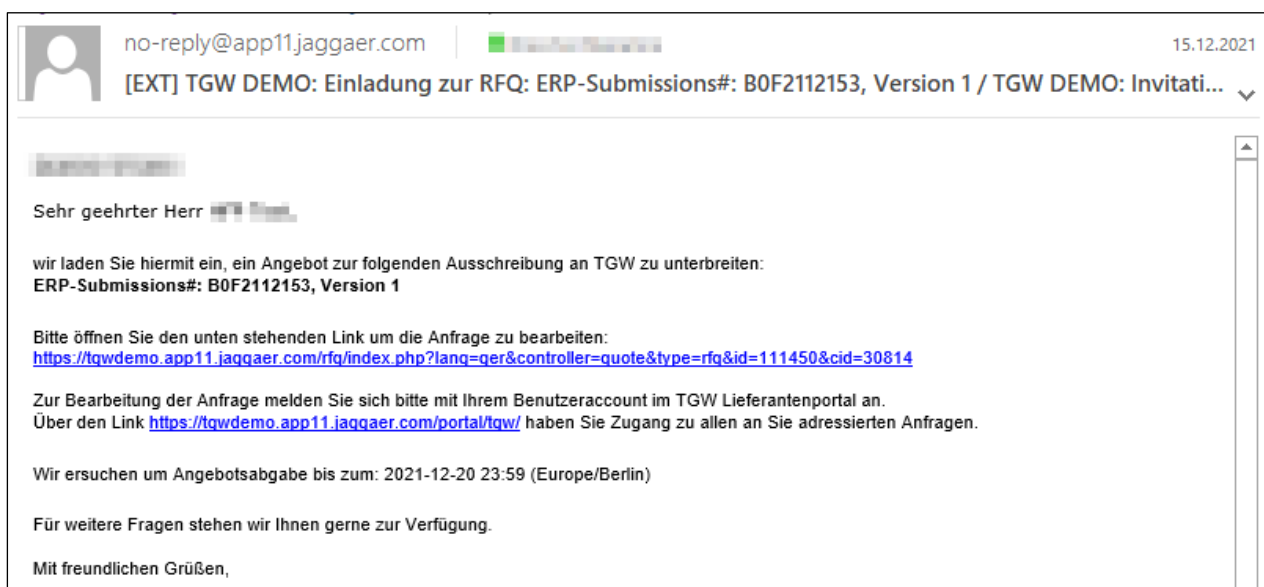 no-reply@app11.jaggaer.com
15.12.2021
[EXT] TGW DEMO: Einladung zur RFQ: ERP-Submissions#: B0F2112153, Version 1 / TGW DEMO: Invitati...
Sehr geehrter Herr
wir laden Sie hiermit ein, ein Angebot zur folgenden Ausschreibung an TGW zu unterbreiten:
ERP-Submissions#: B0F2112153, Version 1
Bitte öffnen Sie den unten stehenden Link um die Anfrage zu bearbeiten:
https://tgwdemo.app11.jaggaer.com/rfq/index.php?lang=ger&controller=quote&type=rfq&id=111450&cid=30814
Zur Bearbeitung der Anfrage melden Sie sich bitte mit Ihrem Benutzeraccount im TGW Lieferantenportal an.
Über den Link https://tgwdemo.app11.jaggaer.com/portal/tgw/ haben Sie Zugang zu allen an Sie adressierten Anfragen.
Wir ersuchen um Angebotsabgabe bis zum: 2021-12-20 23:59 (Europe/Berlin)
Für weitere Fragen stehen wir Ihnen gerne zur Verfügung.
Mit freundlichen Grüßen,